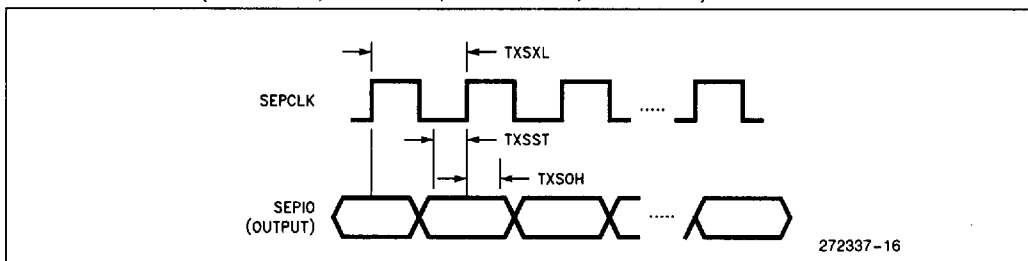 TXSXL
SEPCLK
.....
TXSST
TXSOH
SEPIO
(OUTPUT)
.....
272337-16